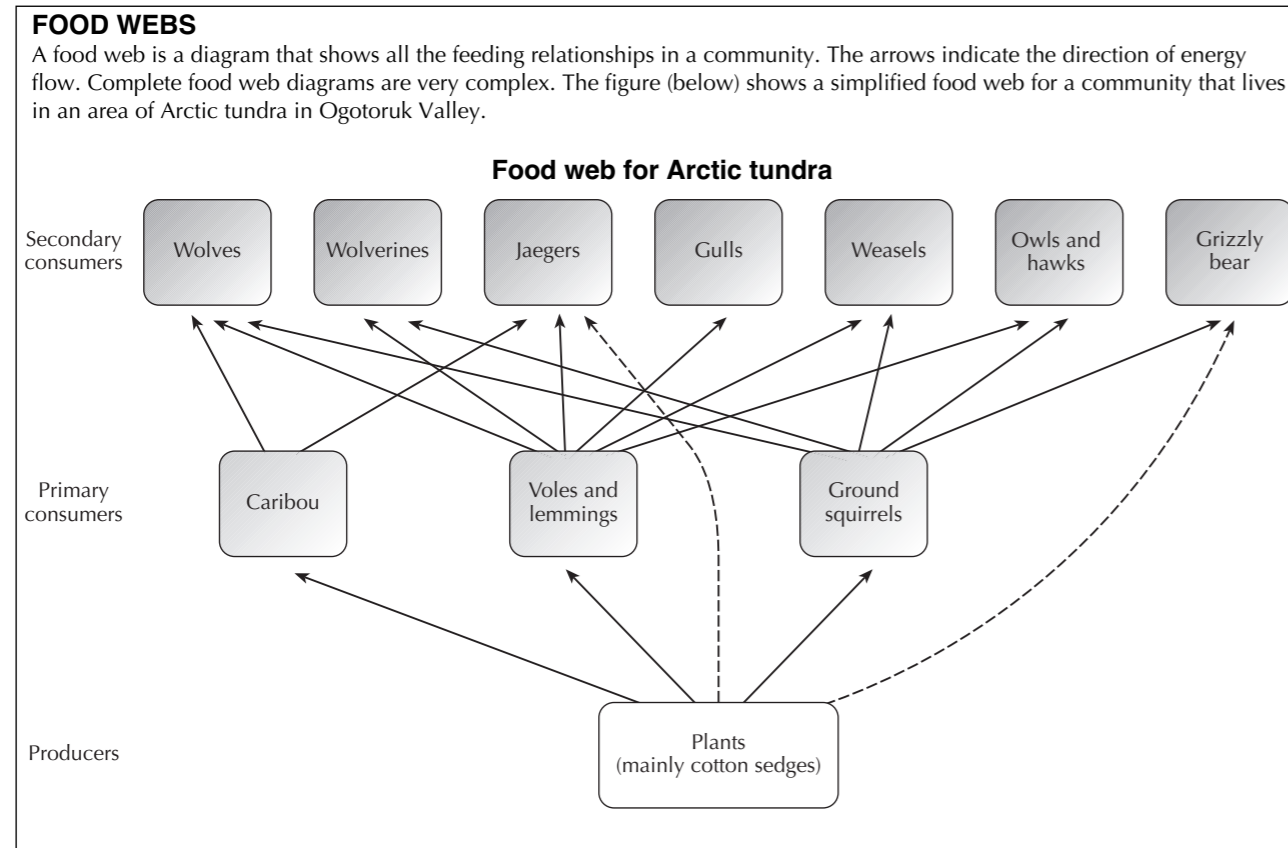 FOOD WEBS
A food web is a diagram that shows all the feeding relationships in a community. The arrows indicate the direction of energy
flow. Complete food web diagrams are very complex. The figure (below) shows a simplified food web for a community that lives
in an area of Arctic tundra in Ogotoruk Valley.
Food web for Arctic tundra
Secondary
consumers
Wolves
Wolverines
Jaegers
Gulls
Weasels
Owls and
hawks
Grizzly
bear
Primary
consumers
Caribou
Voles and
lemmings
Ground
squirrels
Producers
Plants
(mainly cotton sedges)